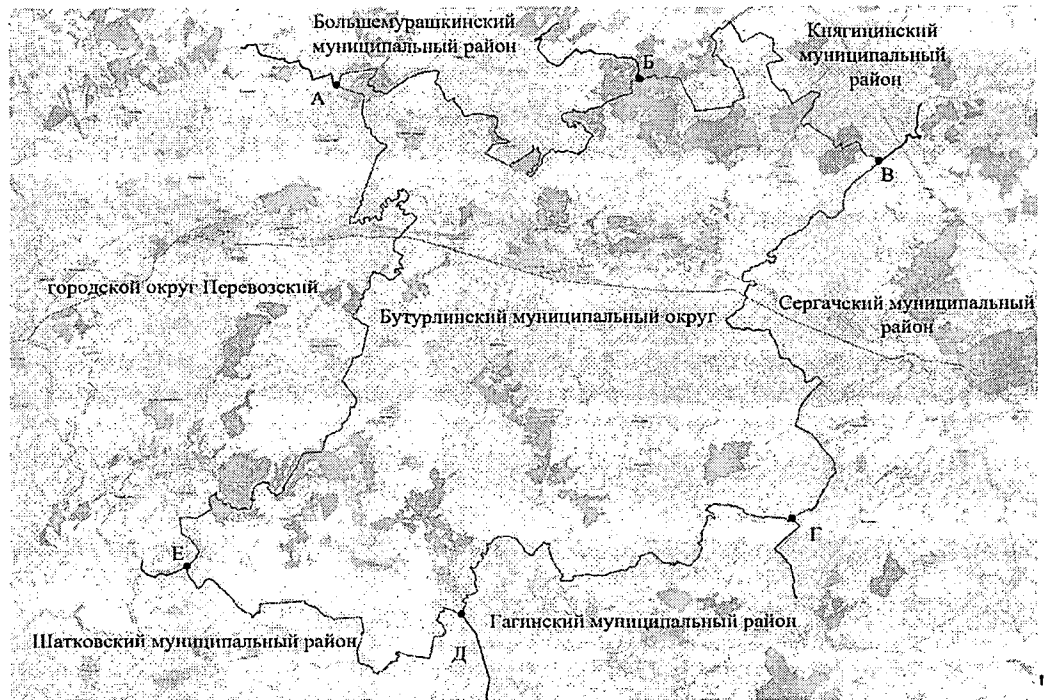 Большемурашкинский
муниципальный район
Княгининский
муниципальный
район
Б
А
В
городской округ Перевозский
Бутурлинский муниципальный округ
Сергачский муниципальный
район
Г
Е
Шатковский муниципальный район
Д
Гагинский муниципальный район